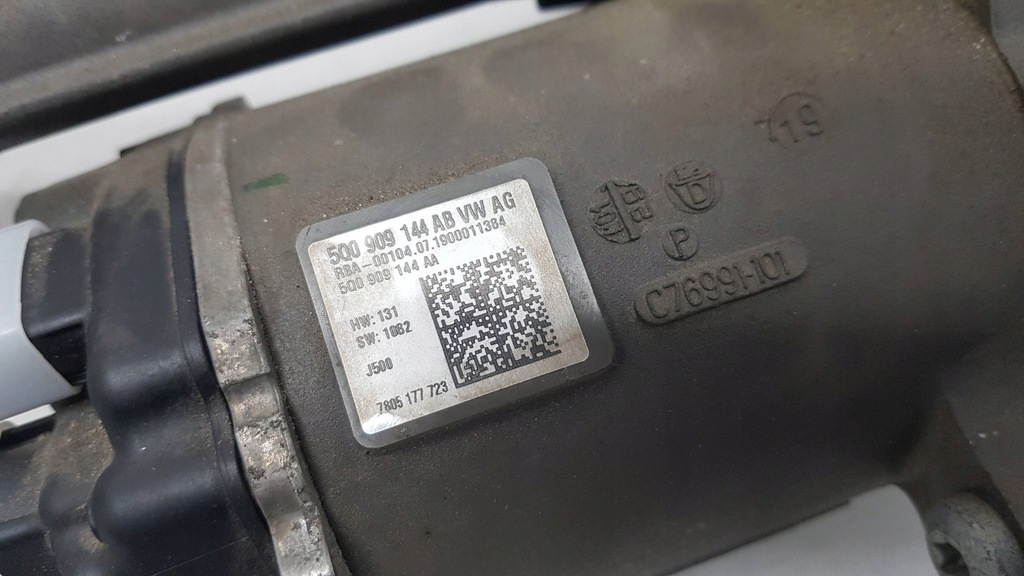 5Q0 909 144 AB VW AG
RBA - 00104.07.1900011384
5Q0 909 144 AA
HW: 131
SW: 1062
J500
7805 177 723
719
P
C76991-101